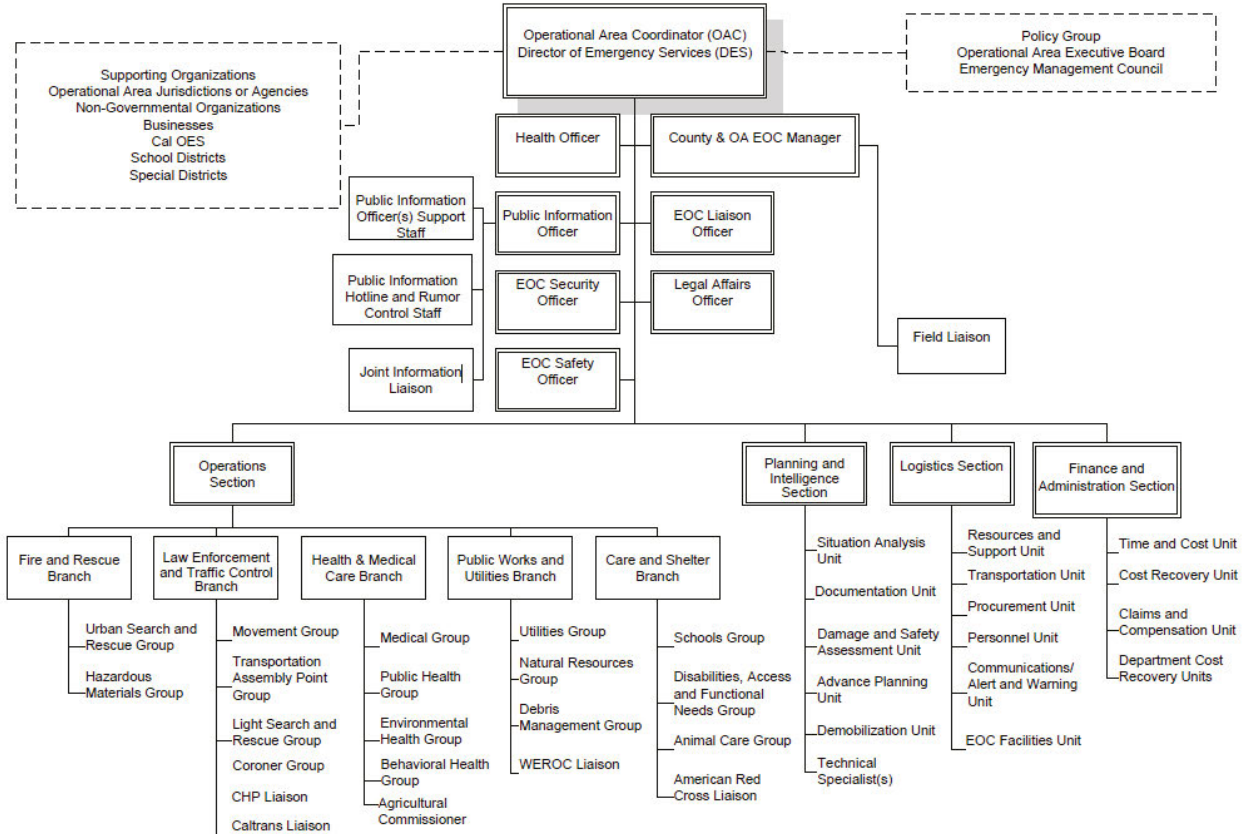 Operational Area Coordinator (OAC)
Director of Emergency Services (DES)
Policy Group
Operational Area Executive Board
Emergency Management Council
Supporting Organizations
Operational Area Jurisdictions or Agencies
Non-Governmental Organizations
Businesses
Cal OES
School Districts
Special Districts
Health Officer
County & OA EOC Manager
Public Information
Officer(s) Support
Staff
Public Information
Officer
EOC Liaison
Officer
Public Information
Hotline and Rumor
Control Staff
EOC Security
Officer
Legal Affairs
Officer
Field Liaison
Joint Information
Liaison
EOC Safety
Officer
Operations
Section
Planning and
Intelligence
Section
Logistics Section
Finance and
Administration Section
Fire and Rescue
Branch
Urban Search and
Rescue Group
Hazardous
Materials Group
Law Enforcement
and Traffic Control
Branch
Movement Group
Transportation
Assembly Point
Group
Light Search and
Rescue Group
Coroner Group
CHP Liaison
Caltrans Liaison
Health & Medical
Care Branch
Medical Group
Public Health
Group
Environmental
Health Group
Behavioral Health
Group
Agricultural
Commissioner
Public Works and
Utilities Branch
Utilities Group
Natural Resources
Group
Debris
Management Group
WEROC Liaison
Care and Shelter
Branch
Schools Group
Disabilities, Access
and Functional
Needs Group
Animal Care Group
American Red
Cross Liaison
Situation Analysis
Unit
Documentation Unit
Damage and Safety
Assessment Unit
Advance Planning
Unit
Demobilization Unit
Technical
Specialist(s)
Resources and
Support Unit
Transportation Unit
Procurement Unit
Personnel Unit
Communications/
Alert and Warning
Unit
EOC Facilities Unit
Time and Cost Unit
Cost Recovery Unit
Claims and
Compensation Unit
Department Cost
Recovery Units